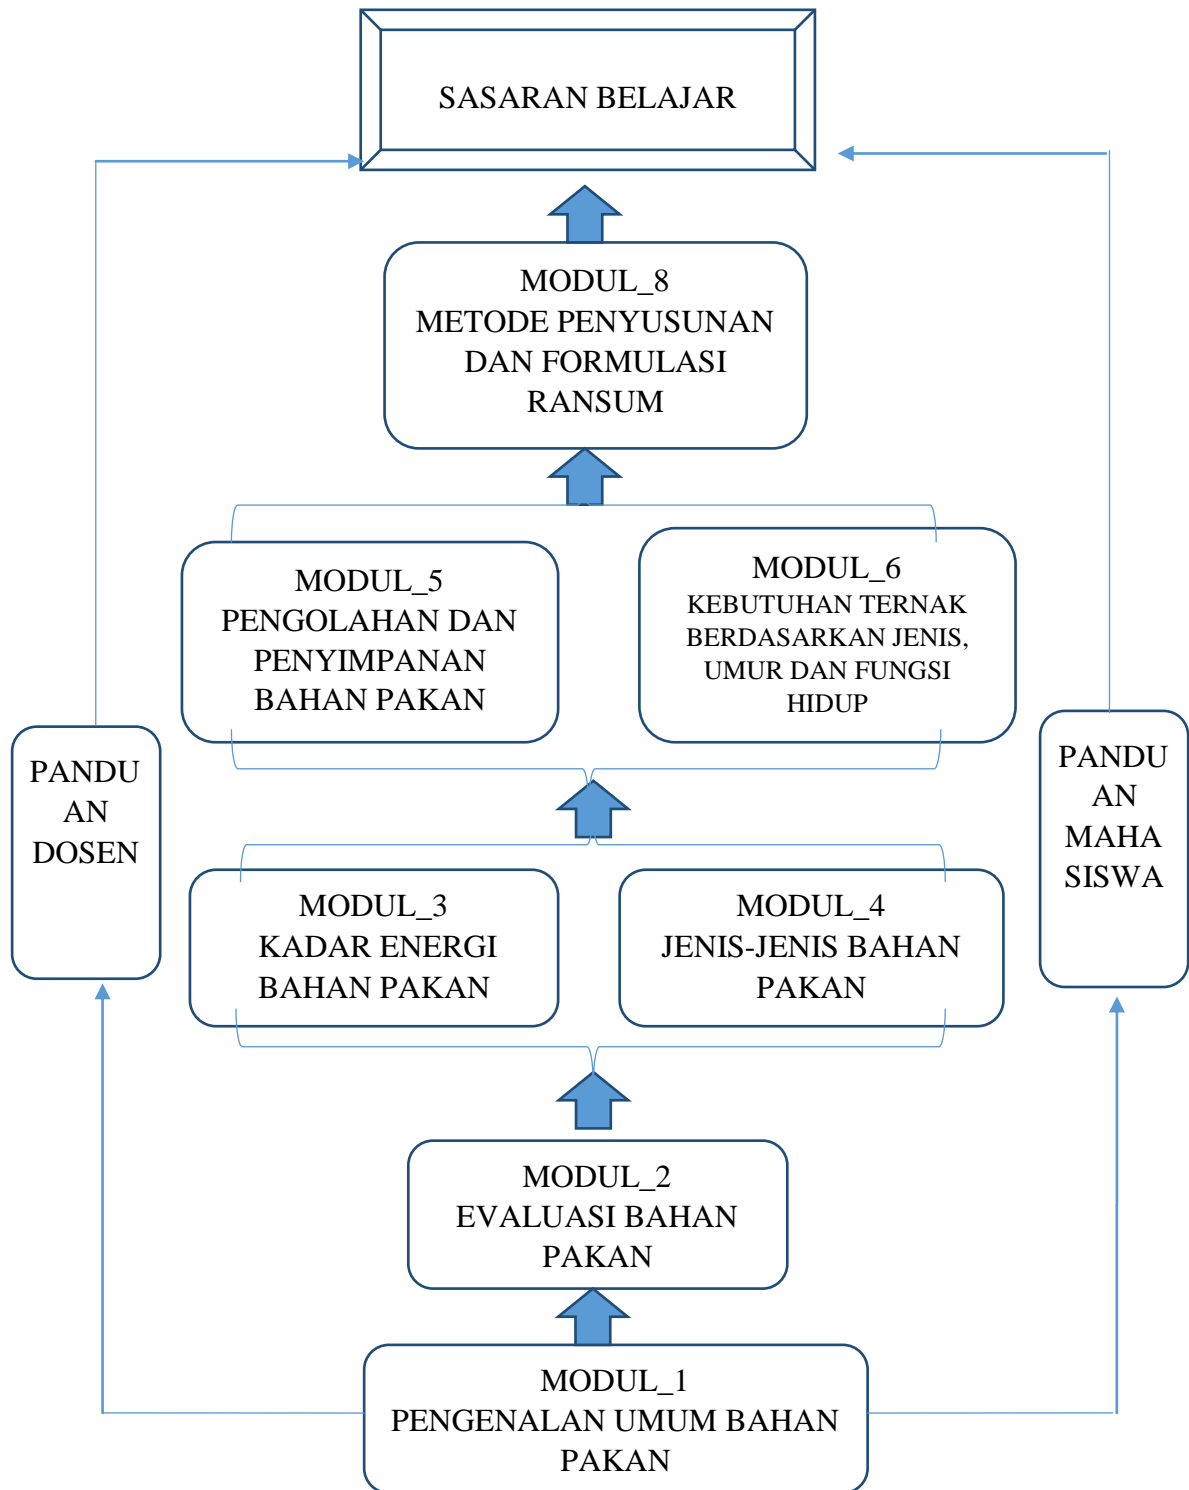 SASARAN BELAJAR
MODUL_8
METODE PENYUSUNAN
DAN FORMULASI
RANSUM
MODUL_5
PENGOLAHAN DAN
PENYIMPANAN
BAHAN PAKAN
MODUL_6
KEBUTUHAN TERNAK
BERDASARKAN JENIS,
UMUR DAN FUNGSI
HIDUP
PANDU
AN
DOSEN
PANDU
AN
MAHA
SISWA
MODUL_3
KADAR ENERGI
BAHAN PAKAN
MODUL_4
JENIS-JENIS BAHAN
PAKAN
MODUL_2
EVALUASI BAHAN
PAKAN
MODUL_1
PENGENALAN UMUM BAHAN
PAKAN